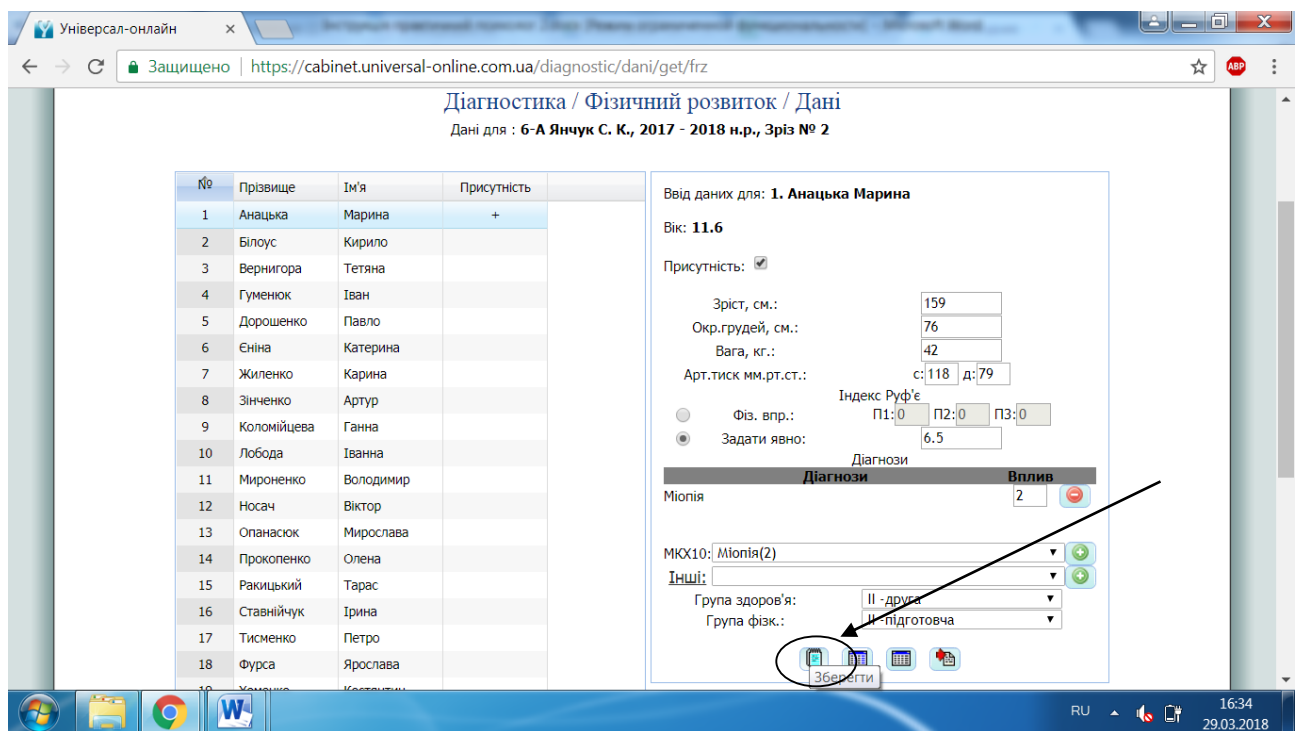 Універсал-онлайн
Защищено | https://cabinet.universal-online.com.ua/diagnostic/dani/get/frz
ABP
Діагностика / Фізичний розвиток / Дані
Дані для : 6-А Янчук С. К., 2017 - 2018 н.р., Зріз № 2
№ Прізвище Ім'я Присутність
1 Анацька Марина +
2 Білоус Кирило
3 Вернигора Тетяна
4 Гуменюк Іван
5 Дорошенко Павло
6 Єніна Катерина
7 Жиленко Карина
8 Зінченко Артур
9 Коломійцева Ганна
10 Лобода Іванна
11 Мироненко Володимир
12 Носач Віктор
13 Опанасюк Мирослава
14 Прокопенко Олена
15 Ракицький Тарас
16 Ставнійчук Ірина
17 Тисменко Петро
18 Фурса Ярослава
Ввід даних для: 1. Анацька Марина
Вік: 11.6
Присутність:
Зріст, см.: 159
Окр.грудей, см.: 76
Вага, кг.: 42
Арт.тиск мм.рт.ст.: с: 118 д: 79
Індекс Руф'є
Фіз. впр.: П1: 0 П2: 0 П3: 0
Задати явно: 6.5
Діагнози
Діагнози Вплив
Міопія 2
МКХ10: Міопія(2)
Інші:
Група здоров'я: II -друга
Група фізк.: II -підготовча
Зберегти
RU
16:34
29.03.2018